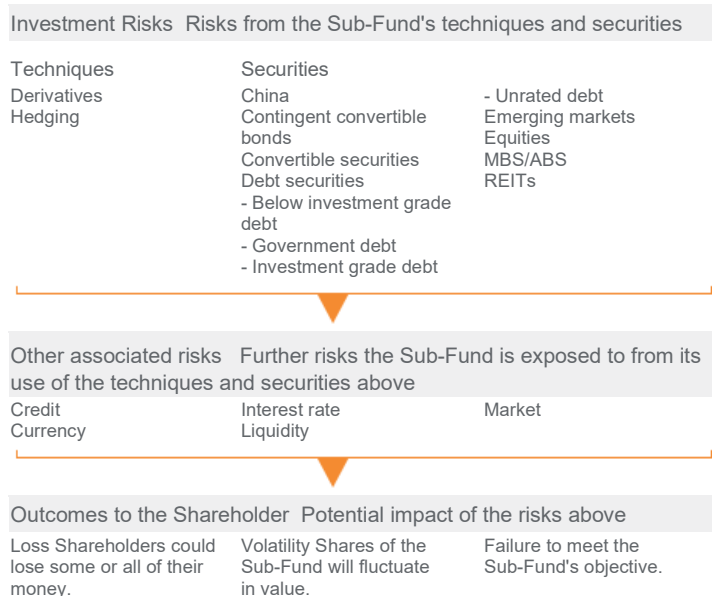 Investment Risks Risks from the Sub-Fund's techniques and securities
Techniques
Derivatives
Hedging
Securities
China
Contingent convertible
bonds
Convertible securities
Debt securities
- Below investment grade
debt
- Government debt
- Investment grade debt
- Unrated debt
Emerging markets
Equities
MBS/ABS
REITs
Other associated risks Further risks the Sub-Fund is exposed to from its
use of the techniques and securities above
Credit
Currency
Interest rate
Liquidity
Market
Outcomes to the Shareholder Potential impact of the risks above
Loss Shareholders could
lose some or all of their
money.
Volatility Shares of the
Sub-Fund will fluctuate
in value.
Failure to meet the
Sub-Fund's objective.